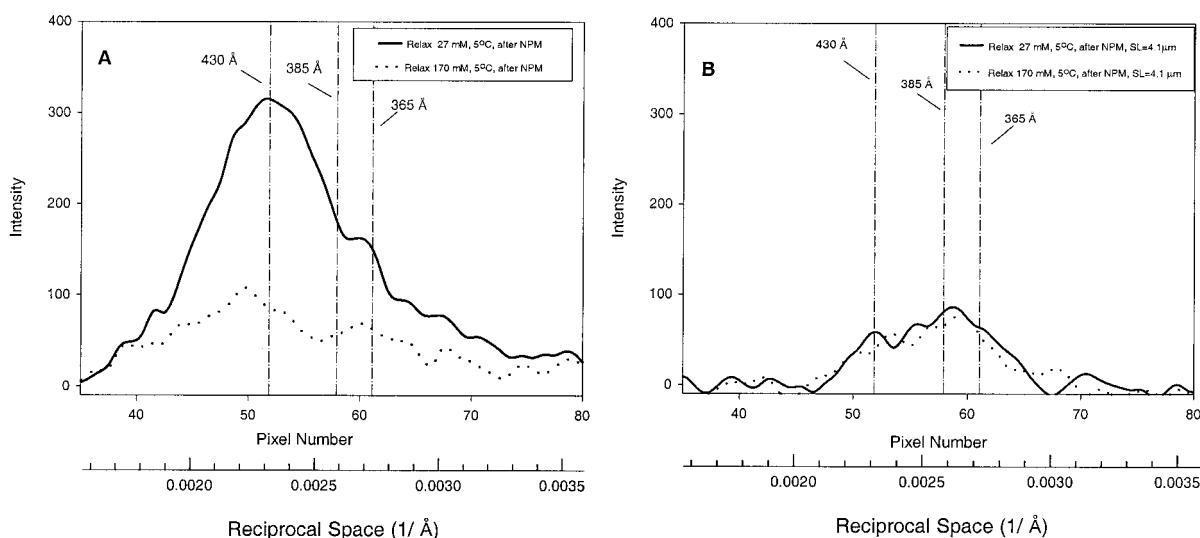 A
Relax 27 mM, 5°C, after NPM
Relax 170 mM, 5°C, after NPM
430 Å
385 Å
365 Å
Intensity
400
300
200
100
0
40
50
60
70
80
Pixel Number
0.0020
0.0025
0.0030
0.0035
Reciprocal Space (1/ Å)
B
Relax 27 mM, 5°C, after NPM, SL=4.1μm
Relax 170 mM, 5°C, after NPM, SL=4.1 μm
430 Å
385 Å
365 Å
Intensity
400
300
200
100
0
40
50
60
70
80
Pixel Number
0.0020
0.0025
0.0030
0.0035
Reciprocal Space (1/ Å)